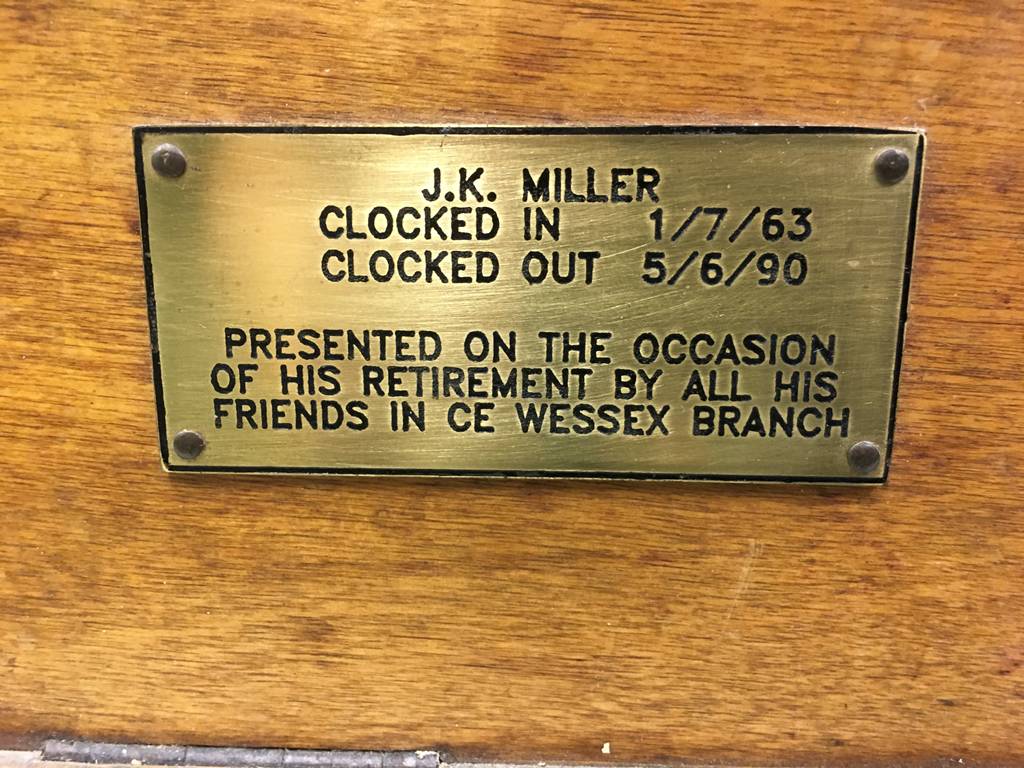 J.K. MILLER
CLOCKED IN 1/7/63
CLOCKED OUT 5/6/90
PRESENTED ON THE OCCASION
OF HIS RETIREMENT BY ALL HIS
FRIENDS IN CE WESSEX BRANCH